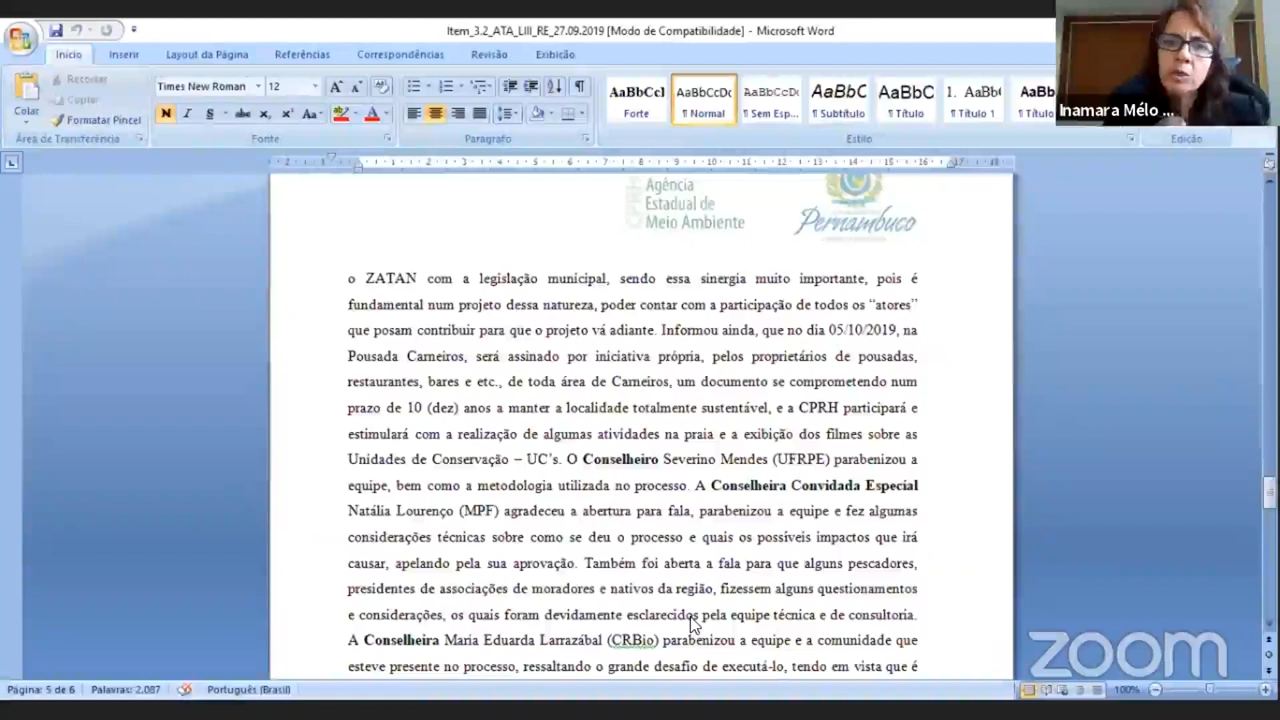 Item_3.2_ATA_LIII_RE_27.09.2019 [Modo de Compatibilidade] - Microsoft Word
Início Inserir Layout da Página Referências Correspondências Revisão Exibição
Colar
Recortar
Copiar
Formatar Pincel
Área de Transferência
Times New Roman 12
N I S abc x₂ x² Aa
Fonte
Parágrafo
AaBbCcI AaBbCcDc AaBbCcDc AaBbC AaBbC 1. AaBb AaBb
Forte ¶ Normal ¶ Sem Esp... ¶ Subtítulo ¶ Título ¶ Título 1 ¶ Título
Estilo
Edição
Inamara Mélo ...
CPRH
Agência
Estadual de
Meio Ambiente
Pernambuco
o ZATAN com a legislação municipal, sendo essa sinergia muito importante, pois é
fundamental num projeto dessa natureza, poder contar com a participação de todos os “atores”
que posam contribuir para que o projeto vá adiante. Informou ainda, que no dia 05/10/2019, na
Pousada Carneiros, será assinado por iniciativa própria, pelos proprietários de pousadas,
restaurantes, bares e etc., de toda área de Carneiros, um documento se comprometendo num
prazo de 10 (dez) anos a manter a localidade totalmente sustentável, e a CPRH participará e
estimulará com a realização de algumas atividades na praia e a exibição dos filmes sobre as
Unidades de Conservação – UC’s. O Conselheiro Severino Mendes (UFRPE) parabenizou a
equipe, bem como a metodologia utilizada no processo. A Conselheira Convidada Especial
Natália Lourenço (MPF) agradeceu a abertura para fala, parabenizou a equipe e fez algumas
considerações técnicas sobre como se deu o processo e quais os possíveis impactos que irá
causar, apelando pela sua aprovação. Também foi aberta a fala para que alguns pescadores,
presidentes de associações de moradores e nativos da região, fizessem alguns questionamentos
e considerações, os quais foram devidamente esclarecidos pela equipe técnica e de consultoria.
A Conselheira Maria Eduarda Larrazábal (CRBio) parabenizou a equipe e a comunidade que
esteve presente no processo, ressaltando o grande desafio de executá-lo, tendo em vista que é
zoom
Página: 5 de 6 Palavras: 2.087 Português (Brasil) 100%